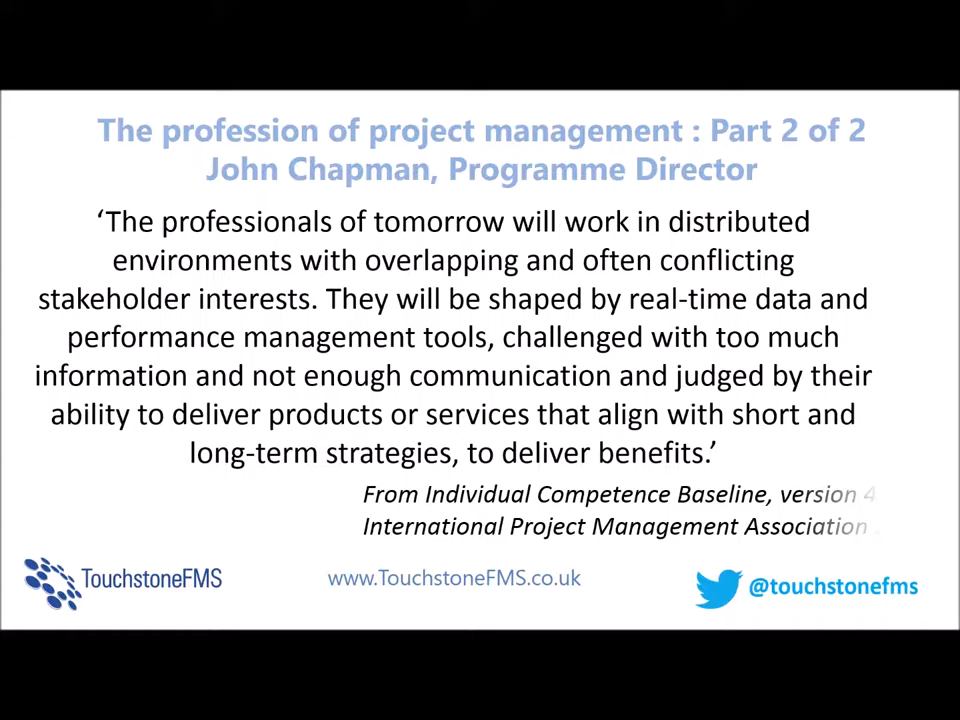 The profession of project management : Part 2 of 2
John Chapman, Programme Director
‘The professionals of tomorrow will work in distributed
environments with overlapping and often conflicting
stakeholder interests. They will be shaped by real-time data and
performance management tools, challenged with too much
information and not enough communication and judged by their
ability to deliver products or services that align with short and
long-term strategies, to deliver benefits.’
From Individual Competence Baseline, version 4
International Project Management Association
TouchstoneFMS
www.TouchstoneFMS.co.uk
@touchstonefms